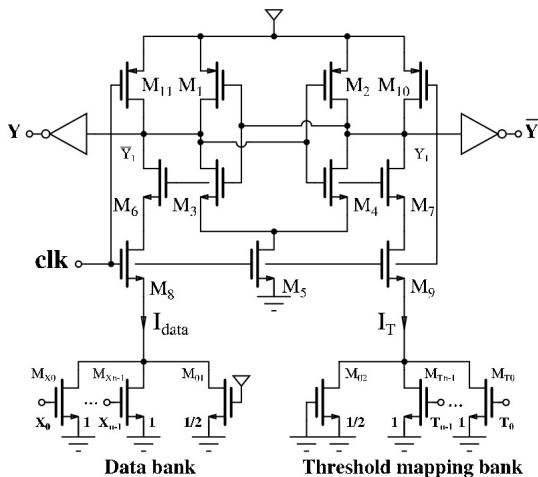 M11 M1 M2 M10
Y Y̅
Y̅1 Y1
M6 M3 M4 M7
clk
M8 M5 M9
Idata IT
MX0 MXn-1 M01 M02 MTn-1 MT0
... ...
X0 1 Xn-1 1 1/2 1/2 1 Tn-1 1 T0
Data bank Threshold mapping bank